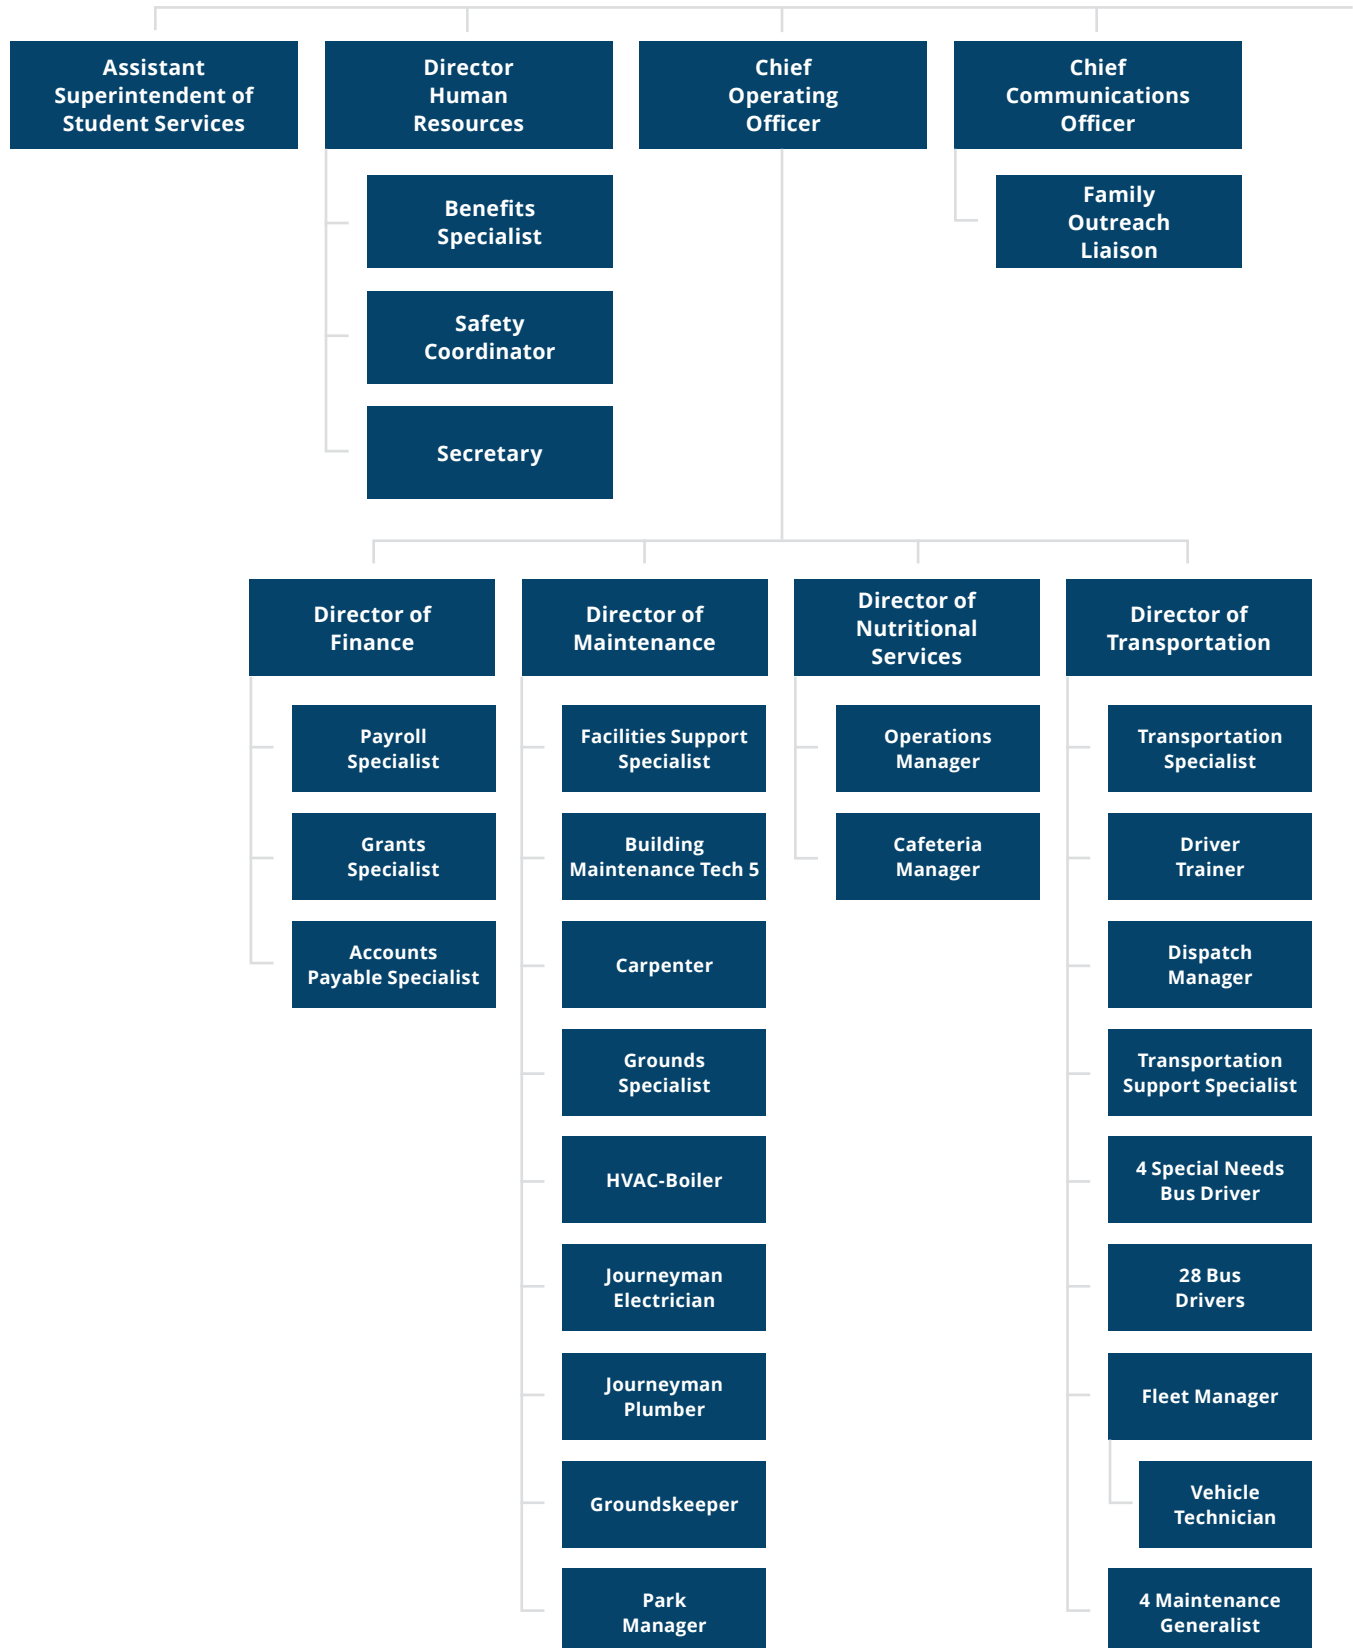 Assistant
Superintendent of
Student Services
Director
Human
Resources
Chief
Operating
Officer
Chief
Communications
Officer
Benefits
Specialist
Safety
Coordinator
Secretary
Family
Outreach
Liaison
Director of
Finance
Payroll
Specialist
Grants
Specialist
Accounts
Payable Specialist
Director of
Maintenance
Facilities Support
Specialist
Building
Maintenance Tech 5
Carpenter
Grounds
Specialist
HVAC-Boiler
Journeyman
Electrician
Journeyman
Plumber
Groundskeeper
Park
Manager
Director of
Nutritional
Services
Operations
Manager
Cafeteria
Manager
Director of
Transportation
Transportation
Specialist
Driver
Trainer
Dispatch
Manager
Transportation
Support Specialist
4 Special Needs
Bus Driver
28 Bus
Drivers
Fleet Manager
Vehicle
Technician
4 Maintenance
Generalist